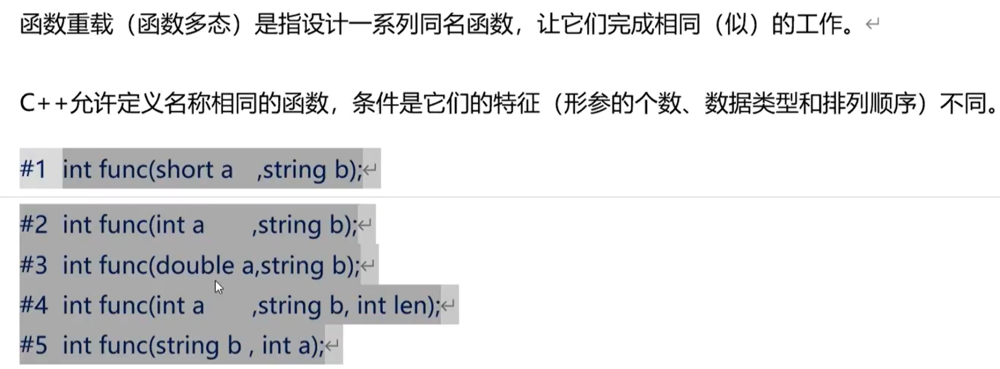 函数重载（函数多态）是指设计一系列同名函数，让它们完成相同（似）的工作。
C++允许定义名称相同的函数，条件是它们的特征（形参的个数、数据类型和排列顺序）不同。
#1 int func(short a ,string b);
#2 int func(int a ,string b);
#3 int func(double a,string b);
#4 int func(int a ,string b, int len);
#5 int func(string b , int a);